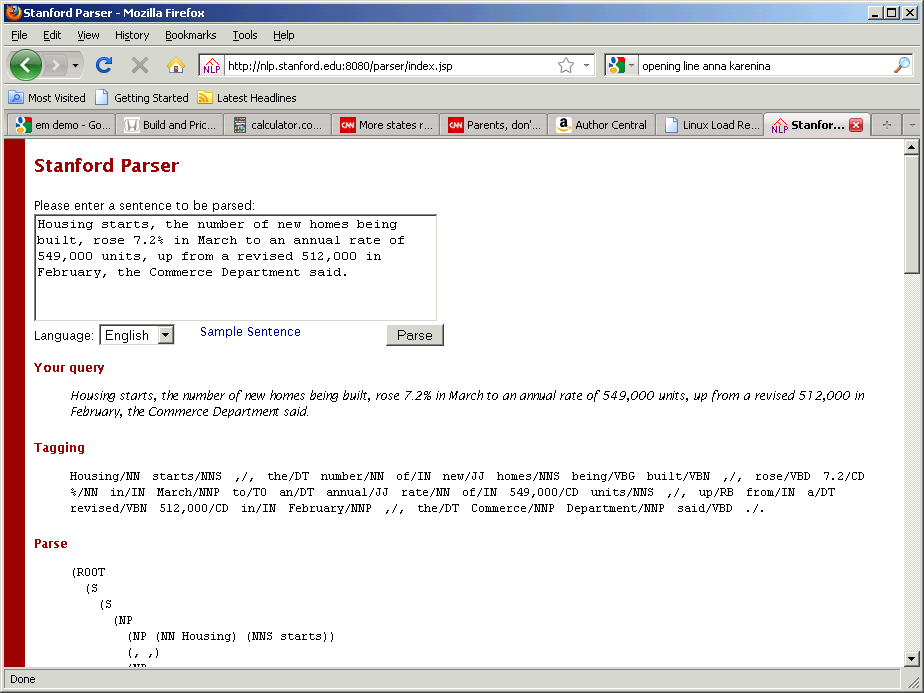 Stanford Parser - Mozilla Firefox
File Edit View History Bookmarks Tools Help
NLP http://nlp.stanford.edu:8080/parser/index.jsp opening line anna karenina
Most Visited Getting Started Latest Headlines
em demo - Go... Build and Pric... calculator.co... CNN More states r... CNN Parents, don'... a Author Central Linux Load Re... NLP Stanfor...
Stanford Parser
Please enter a sentence to be parsed:
Housing starts, the number of new homes being
built, rose 7.2% in March to an annual rate of
549,000 units, up from a revised 512,000 in
February, the Commerce Department said.
Language: English Sample Sentence Parse
Your query
Housing starts, the number of new homes being built, rose 7.2% in March to an annual rate of 549,000 units, up from a revised 512,000 in
February, the Commerce Department said.
Tagging
Housing/NN starts/NNS ,/, the/DT number/NN of/IN new/JJ homes/NNS being/VBG built/VBN ,/, rose/VBD 7.2/CD
%/NN in/IN March/NNP to/TO an/DT annual/JJ rate/NN of/IN 549,000/CD units/NNS ,/, up/RB from/IN a/DT
revised/VBN 512,000/CD in/IN February/NNP ,/, the/DT Commerce/NNP Department/NNP said/VBD ./.
Parse
(ROOT
(S
(S
(NP
(NP (NN Housing) (NNS starts))
(, ,)
Done